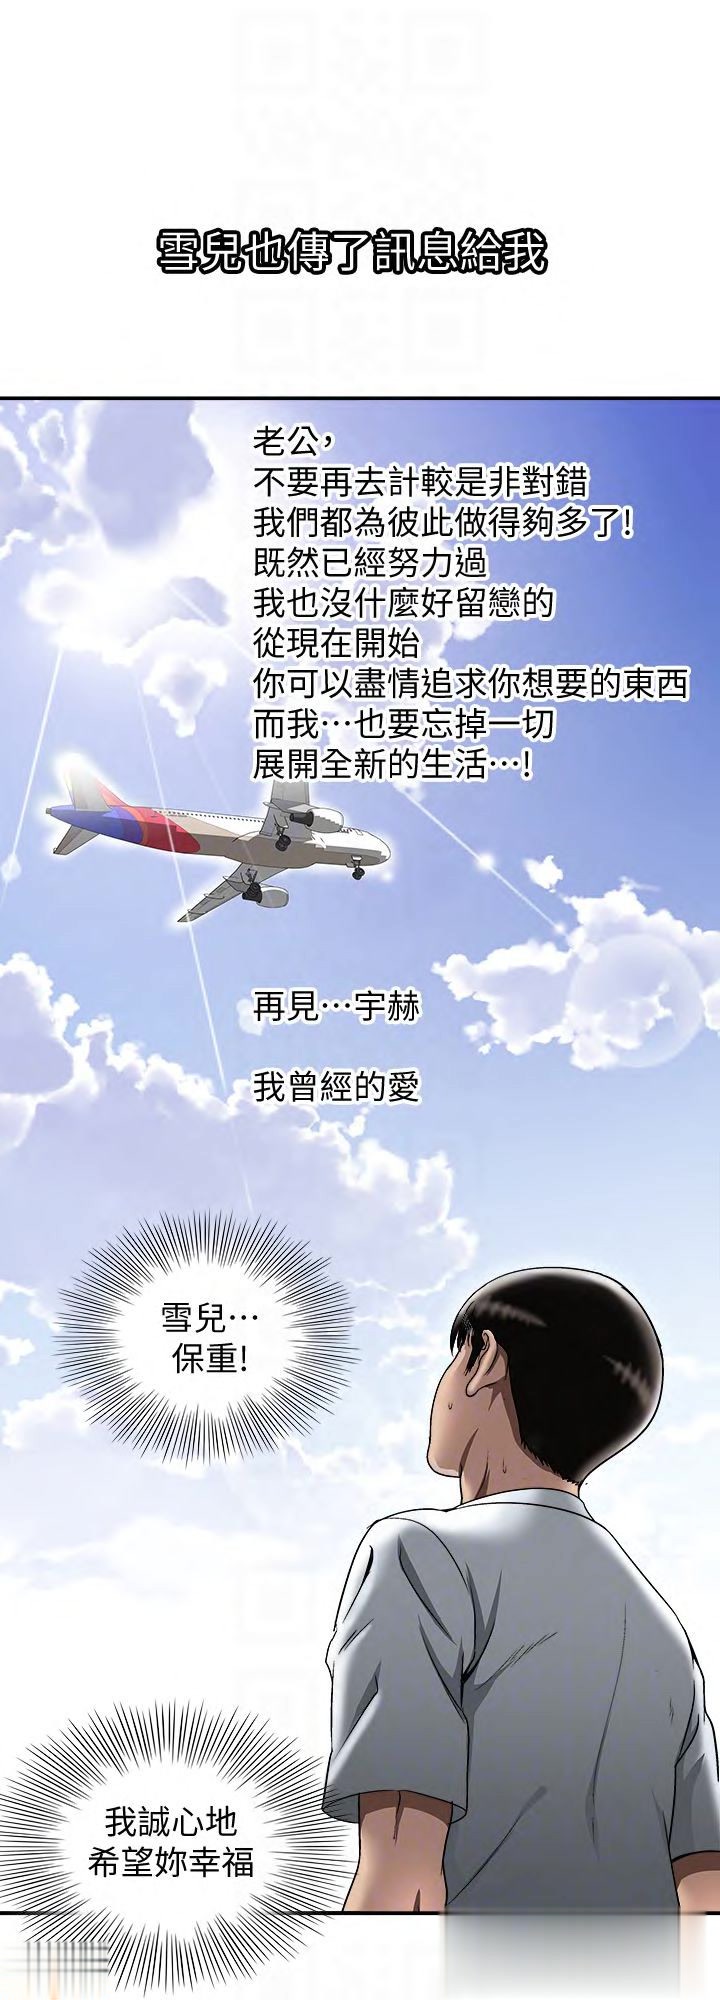 雪兒也傳了訊息給我
老公,
不要再去計較是非對錯
我們都為彼此做得夠多了!
既然已經努力過
我也沒什麼好留戀的
從現在開始
你可以盡情追求你想要的東西
而我⋯也要忘掉一切
展開全新的生活⋯!
再見⋯宇赫
我曾經的愛
雪兒⋯
保重!
我誠心地
希望妳幸福